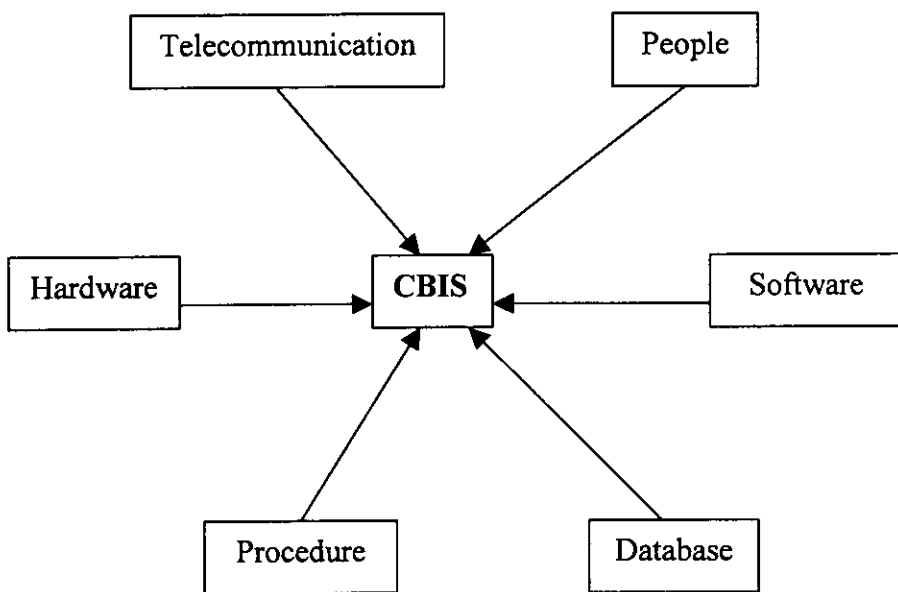 Telecommunication
People
Hardware
CBIS
Software
Procedure
Database